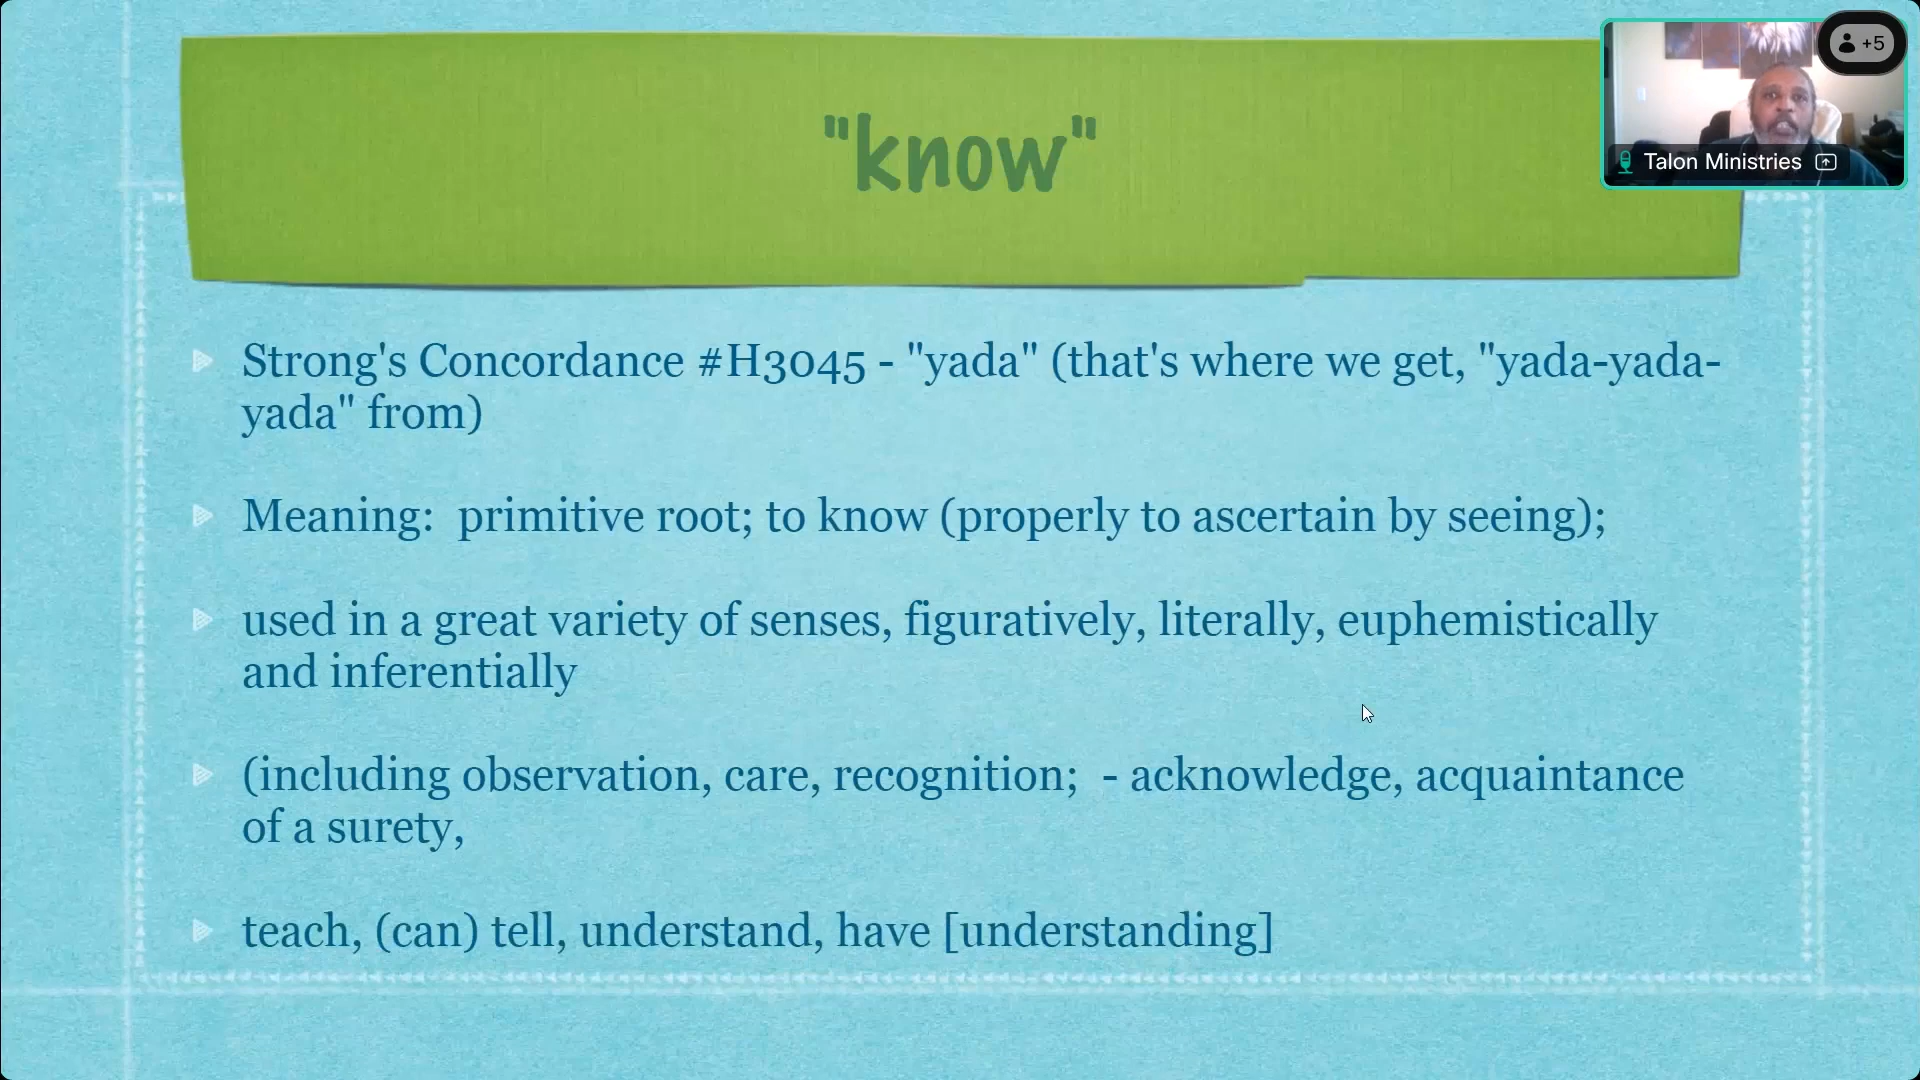 "know"
+5
Talon Ministries
Strong's Concordance #H3045 - "yada" (that's where we get, "yada-yada-
yada" from)
Meaning:  primitive root; to know (properly to ascertain by seeing);
used in a great variety of senses, figuratively, literally, euphemistically
and inferentially
(including observation, care, recognition;  - acknowledge, acquaintance
of a surety,
teach, (can) tell, understand, have [understanding]